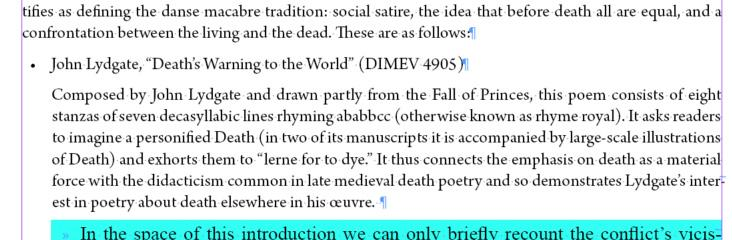 tifies as defining the danse macabre tradition: social satire, the idea that before death all are equal, and a
confrontation between the living and the dead. These are as follows:¶
• John Lydgate, “Death’s Warning to the World” (DIMEV 4905)¶
Composed by John Lydgate and drawn partly from the Fall of Princes, this poem consists of eight
stanzas of seven decasyllabic lines rhyming ababbcc (otherwise known as rhyme royal). It asks readers
to imagine a personified Death (in two of its manuscripts it is accompanied by large-scale illustrations
of Death) and exhorts them to “lerne for to dye.” It thus connects the emphasis on death as a material
force with the didacticism common in late medieval death poetry and so demonstrates Lydgate’s inter-
est in poetry about death elsewhere in his œuvre. ¶
» In the space of this introduction we can only briefly recount the conflict’s vicis-